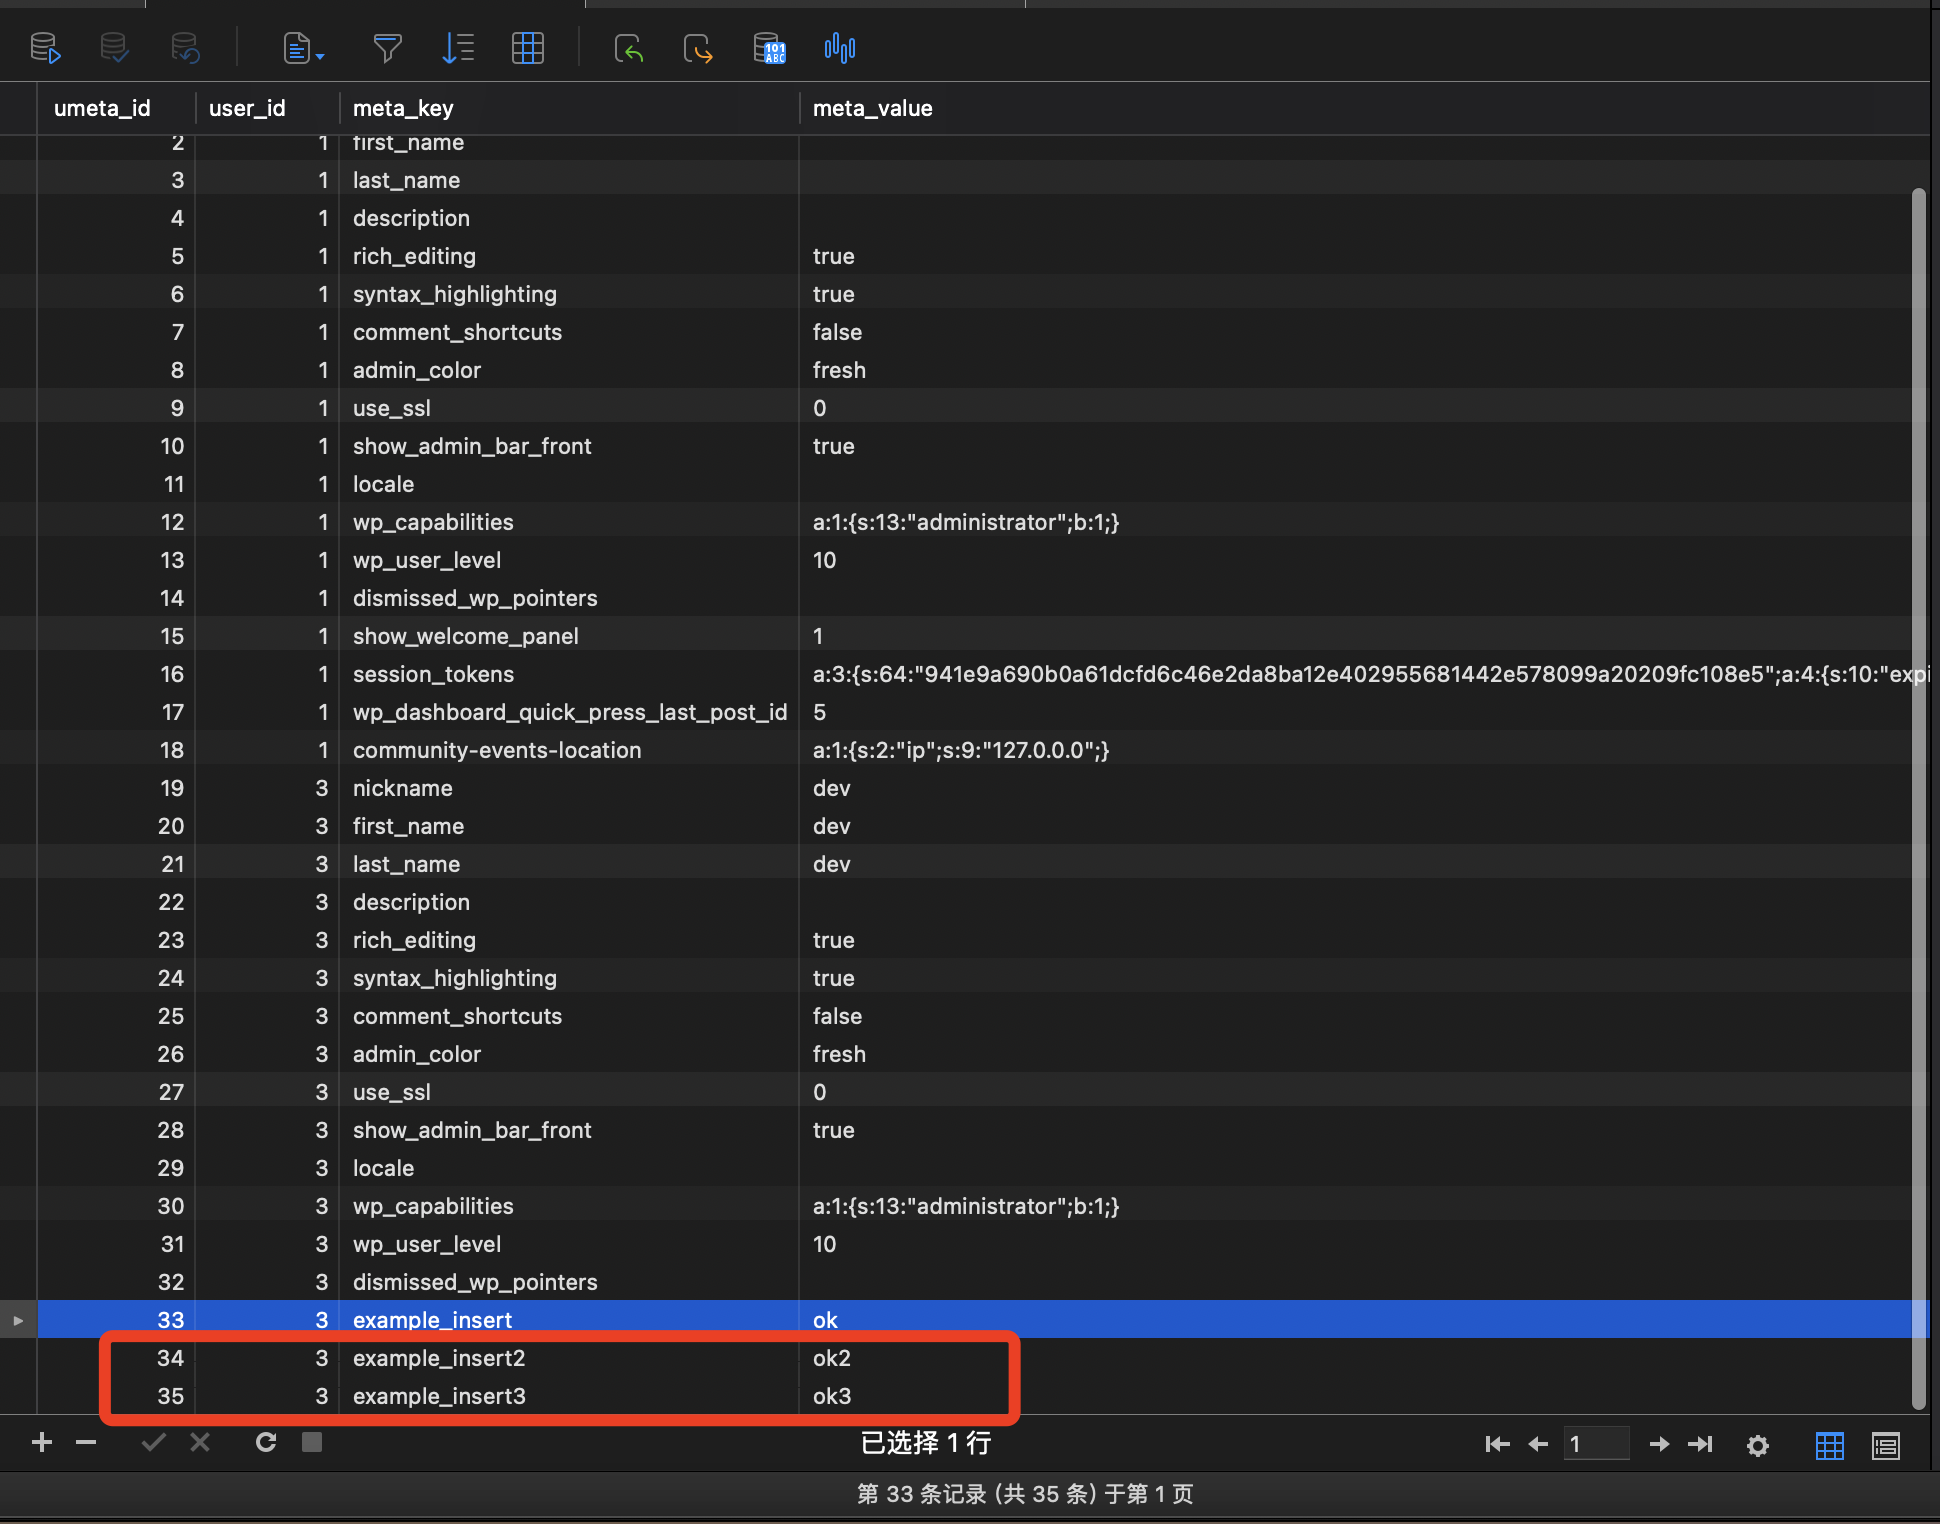 101
ABC
umeta_id user_id meta_key meta_value
2 1 first_name
3 1 last_name
4 1 description
5 1 rich_editing true
6 1 syntax_highlighting true
7 1 comment_shortcuts false
8 1 admin_color fresh
9 1 use_ssl 0
10 1 show_admin_bar_front true
11 1 locale
12 1 wp_capabilities a:1:{s:13:"administrator";b:1;}
13 1 wp_user_level 10
14 1 dismissed_wp_pointers
15 1 show_welcome_panel 1
16 1 session_tokens a:3:{s:64:"941e9a690b0a61dcfd6c46e2da8ba12e402955681442e578099a20209fc108e5";a:4:{s:10:"expi
17 1 wp_dashboard_quick_press_last_post_id 5
18 1 community-events-location a:1:{s:2:"ip";s:9:"127.0.0.0";}
19 3 nickname dev
20 3 first_name dev
21 3 last_name dev
22 3 description
23 3 rich_editing true
24 3 syntax_highlighting true
25 3 comment_shortcuts false
26 3 admin_color fresh
27 3 use_ssl 0
28 3 show_admin_bar_front true
29 3 locale
30 3 wp_capabilities a:1:{s:13:"administrator";b:1;}
31 3 wp_user_level 10
32 3 dismissed_wp_pointers
33 3 example_insert ok
34 3 example_insert2 ok2
35 3 example_insert3 ok3
已选择 1 行 1
第 33 条记录 (共 35 条) 于第 1 页